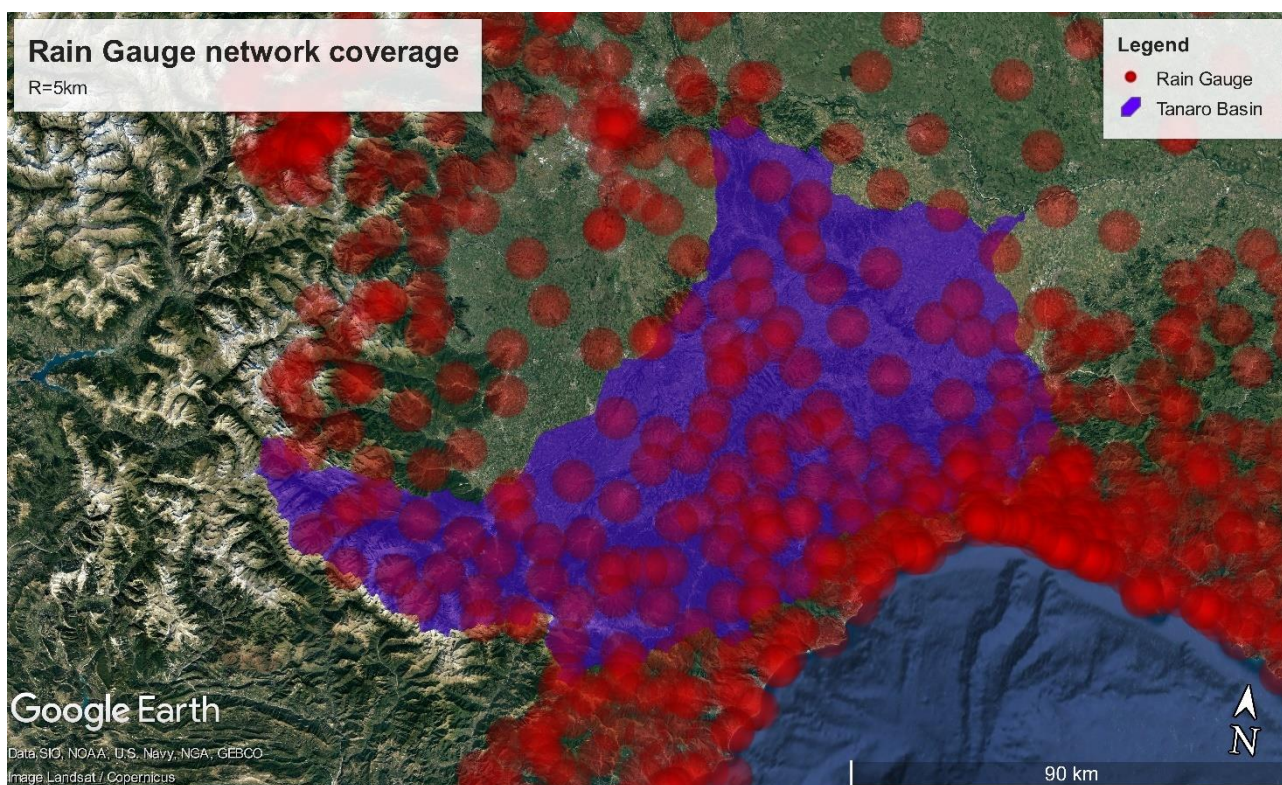 Rain Gauge network coverage
R=5km
Legend
Rain Gauge
Tanaro Basin
Google Earth
Data SIO, NOAA, U.S. Navy, NGA, GEBCO
Image Landsat / Copernicus
N
90 km